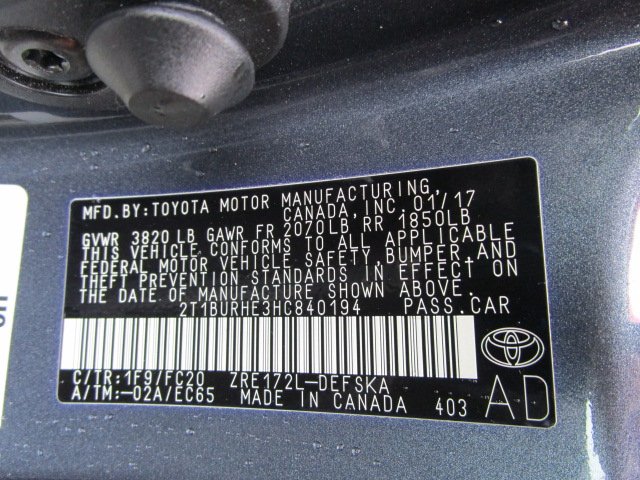 MFD.BY:TOYOTA MOTOR MANUFACTURING,
CANADA,INC. 01/17
GVWR 3820 LB GAWR FR 2070LB RR 1850LB
THIS VEHICLE CONFORMS TO ALL APPLICABLE
FEDERAL MOTOR VEHICLE SAFETY, BUMPER,AND
THEFT PREVENTION STANDARDS IN EFFECT ON
THE DATE OF MANUFACTURE SHOWN ABOVE.
2T1BURHE3HC840194 PASS.CAR
C/TR:1F9/FC20 ZRE172L-DEFSKA
A/TM:-02A/EC65 MADE IN CANADA 403
AD